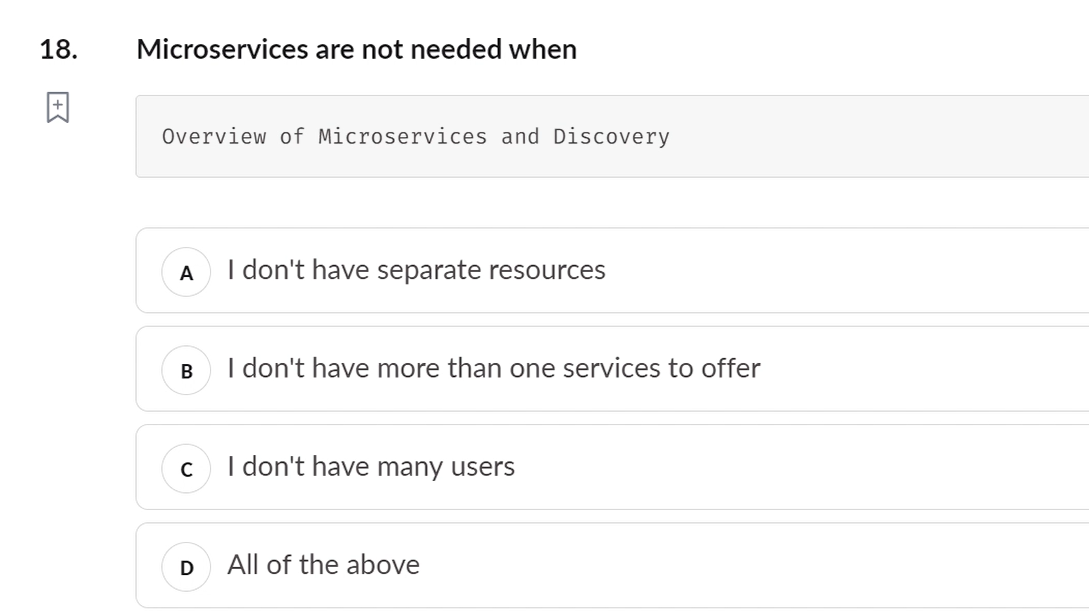 18. Microservices are not needed when
Overview of Microservices and Discovery
A I don't have separate resources
B I don't have more than one services to offer
C I don't have many users
D All of the above